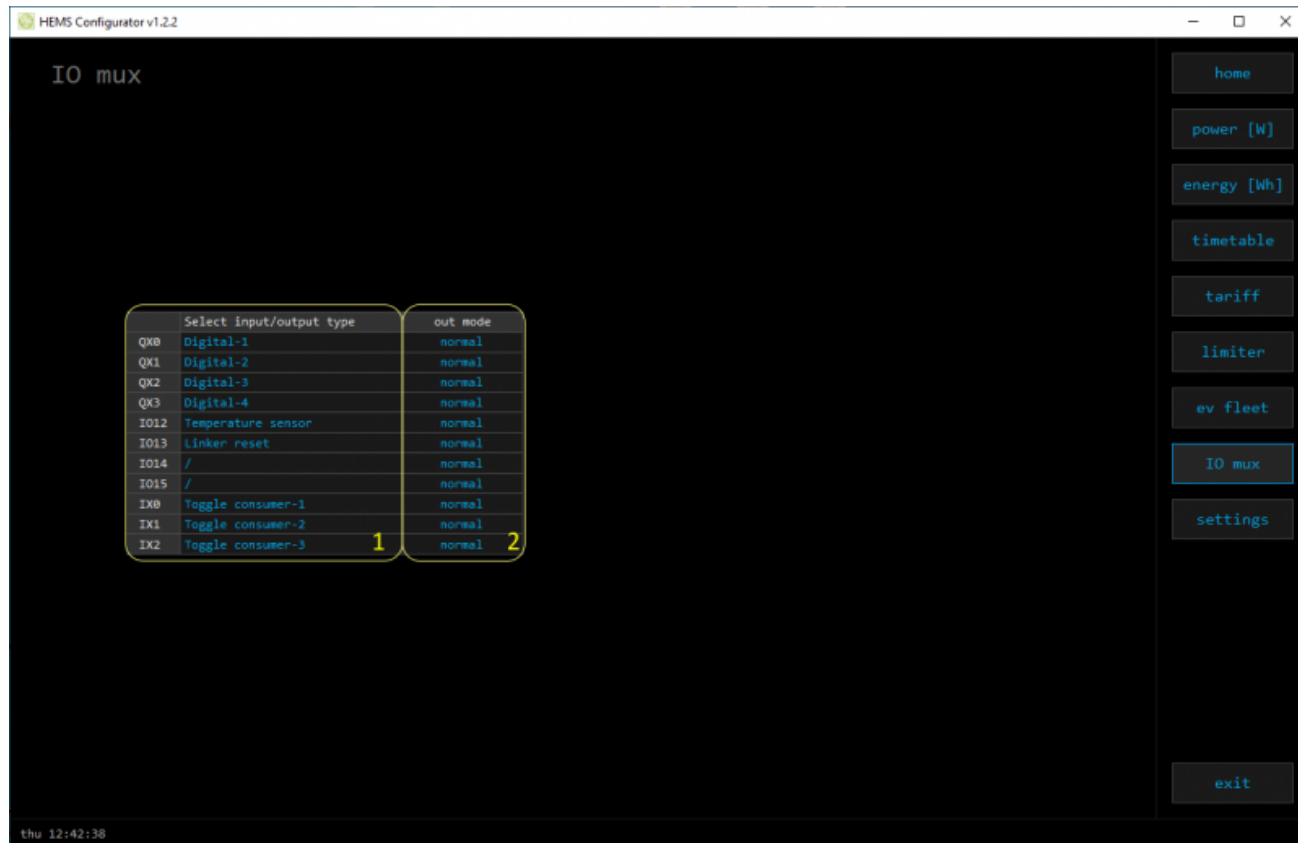 HEMS Configurator v1.2.2
IO mux
Select input/output type out mode
QX0 Digital-1 normal
QX1 Digital-2 normal
QX2 Digital-3 normal
QX3 Digital-4 normal
IO12 Temperature sensor normal
IO13 Linker reset normal
IO14 / normal
IO15 / normal
IX0 Toggle consumer-1 normal
IX1 Toggle consumer-2 normal
IX2 Toggle consumer-3 1 normal 2
home
power [W]
energy [Wh]
timetable
tariff
limiter
ev fleet
IO mux
settings
exit
thu 12:42:38